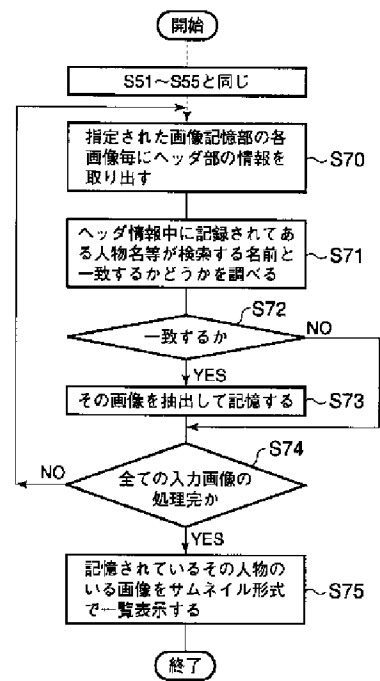 開始
S51～S55と同じ
指定された画像記憶部の各
画像毎にヘッダ部の情報を
取り出す
S70
ヘッダ情報中に記録されてあ
る人物名等が検索する名前と
一致するかどうかを調べる
S71
S72
一致するか
NO
YES
その画像を抽出して記憶する
S73
S74
NO
全ての入力画像の
処理完か
YES
記憶されているその人物の
いる画像をサムネイル形式
で一覧表示する
S75
終了